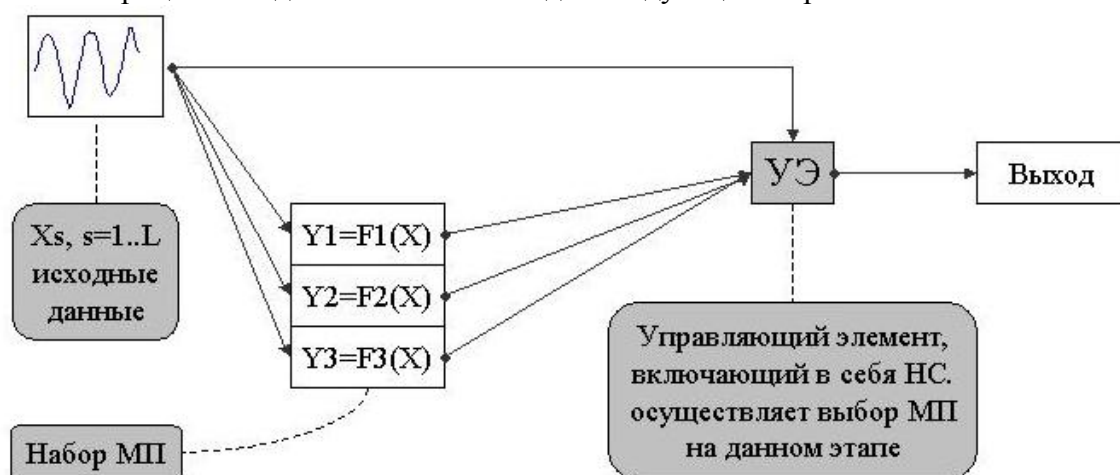 Xs, s=1..L
исходные
данные
Y1=F1(X)
Y2=F2(X)
Y3=F3(X)
Набор МП
УЭ
Выход
Управляющий элемент,
включающий в себя НС.
осуществляет выбор МП
на данном этапе